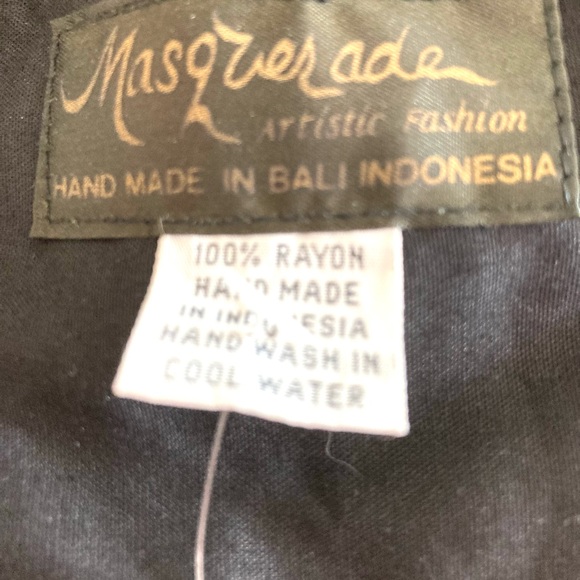 Masquerade
Artistic Fashion
HAND MADE IN BALI INDONESIA
100% RAYON
HAND MADE
IN INDONESIA
HAND WASH IN
COOL WATER